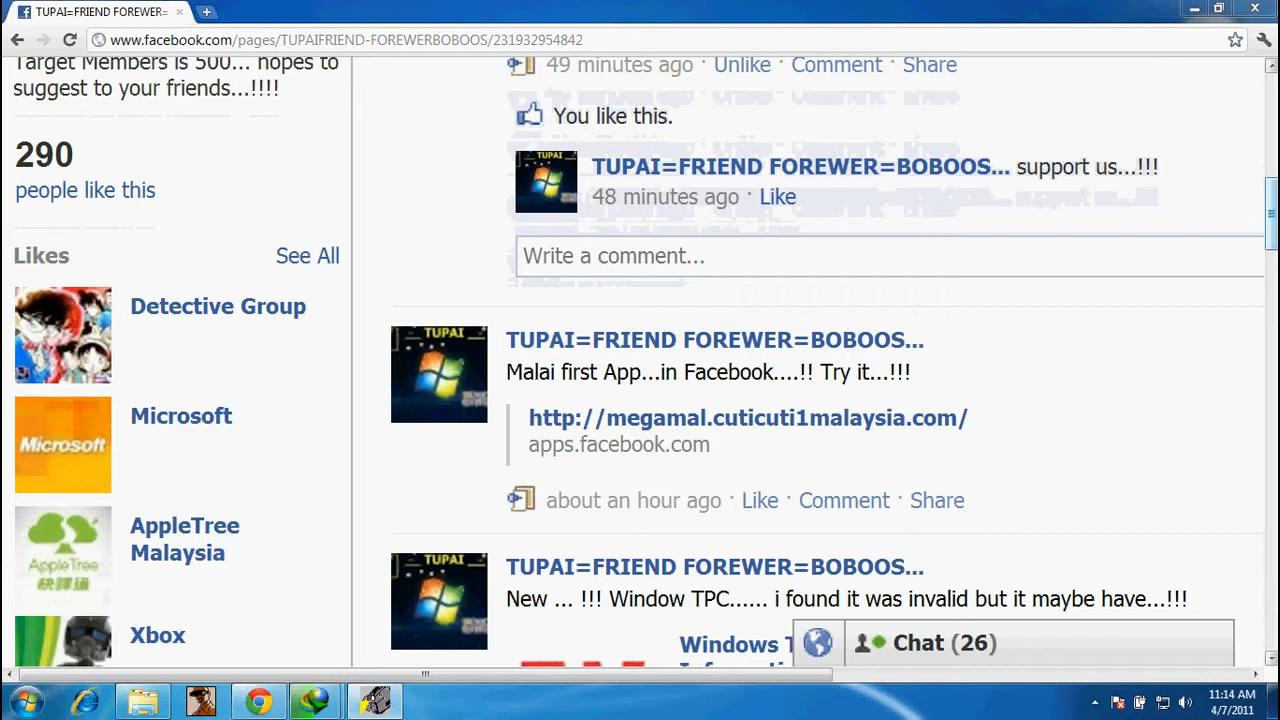 TUPAI=FRIEND FOREWER=
www.facebook.com/pages/TUPAIFRIEND-FOREWERBOBOOS/231932954842
Target Members is 500... hopes to
suggest to your friends...!!!!
290
people like this
Likes
See All
Detective Group
Microsoft
Microsoft
AppleTree
Malaysia
AppleTree
Xbox
49 minutes ago · Unlike · Comment · Share
You like this.
TUPAI
TUPAI=FRIEND FOREWER=BOBOOS... support us...!!!
48 minutes ago · Like
Write a comment...
TUPAI
TUPAI=FRIEND FOREWER=BOBOOS...
Malai first App...in Facebook....!! Try it...!!!
http://megamal.cuticuti1malaysia.com/
apps.facebook.com
about an hour ago · Like · Comment · Share
TUPAI
TUPAI=FRIEND FOREWER=BOBOOS...
New ... !!! Window TPC...... i found it was invalid but it maybe have...!!!
Windows T
Chat (26)
11:14 AM
4/7/2011